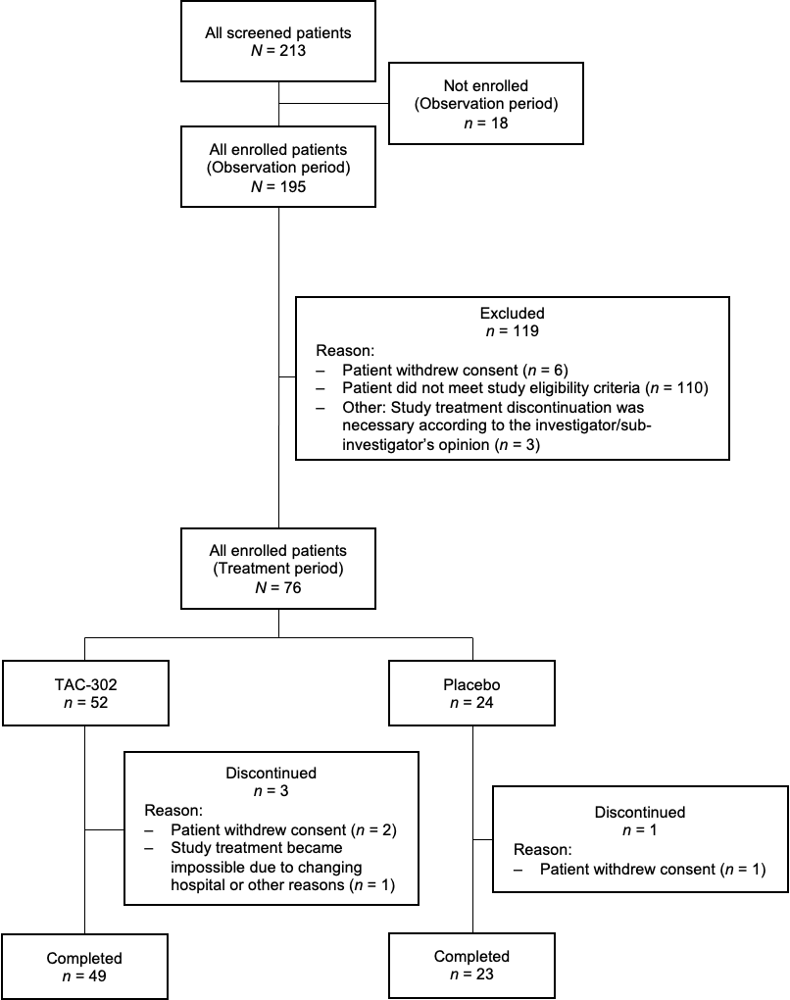 All screened patients
N = 213
Not enrolled
(Observation period)
n = 18
All enrolled patients
(Observation period)
N = 195
Excluded
n = 119
Reason:
– Patient withdrew consent (n = 6)
– Patient did not meet study eligibility criteria (n = 110)
– Other: Study treatment discontinuation was
necessary according to the investigator/sub-
investigator’s opinion (n = 3)
All enrolled patients
(Treatment period)
N = 76
TAC-302
n = 52
Placebo
n = 24
Discontinued
n = 3
Reason:
– Patient withdrew consent (n = 2)
– Study treatment became
impossible due to changing
hospital or other reasons (n = 1)
Discontinued
n = 1
Reason:
– Patient withdrew consent (n = 1)
Completed
n = 49
Completed
n = 23